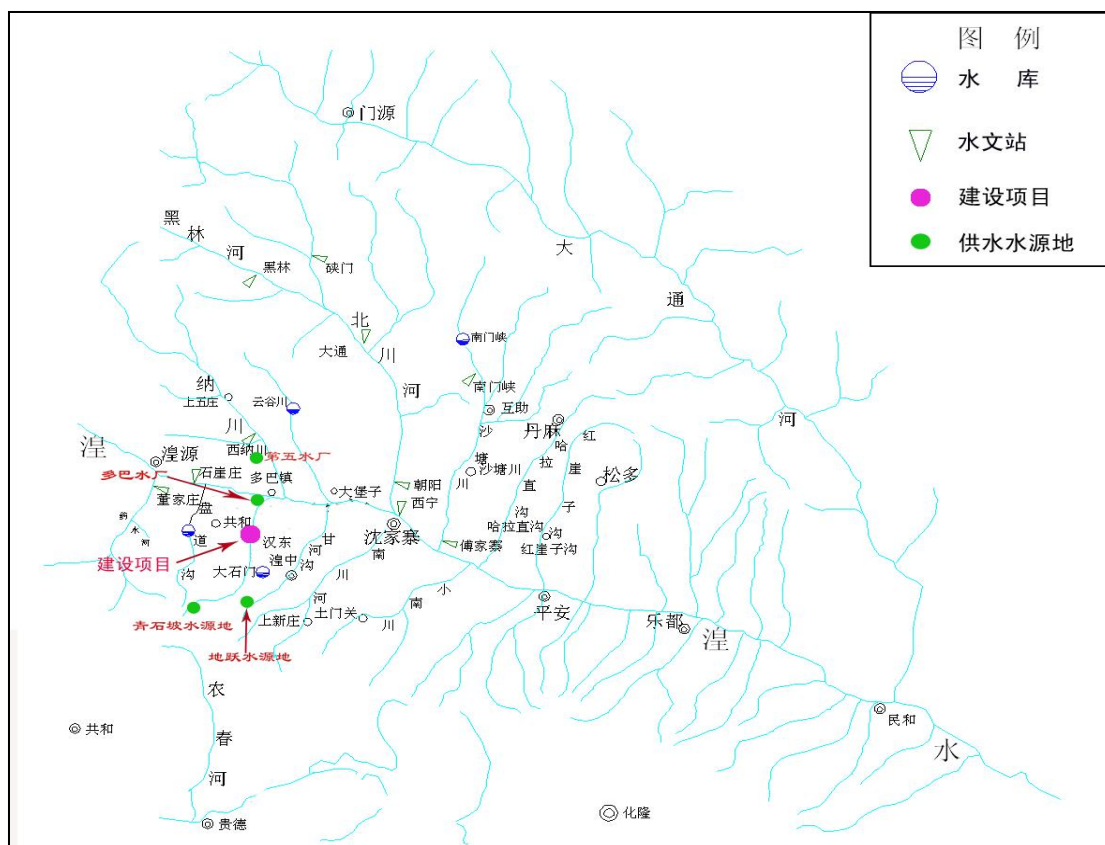 图 例
水 库
水文站
建设项目
供水水源地
门源
黑林河
黑林
硖门
大通河
北川河
大通
南门峡
南门峡
纳川
上五庄
云谷川
互助
丹麻
沙塘川
沙塘川
哈拉直沟
红崖子沟
松多
湟水
湟源
西纳川
第五水厂
多巴水厂
石崖庄
多巴镇
董家庄
盘道沟
共和
大堡子
朝阳
西宁
药水河
建设项目
汉东
沈家寨
傅家寨
哈拉直沟
红崖子沟
大石门
湟中
甘河沟
南川河
小南川
平安
乐都
上新庄
土门关
青石坡水源地
地跃水源地
农春河
共和
贵德
化隆
民和